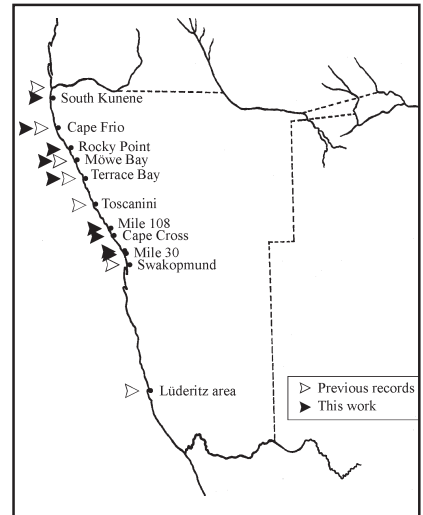 South Kunene
Cape Frio
Rocky Point
Möwe Bay
Terrace Bay
Toscanini
Mile 108
Cape Cross
Mile 30
Swakopmund
Lüderitz area
Previous records
This work